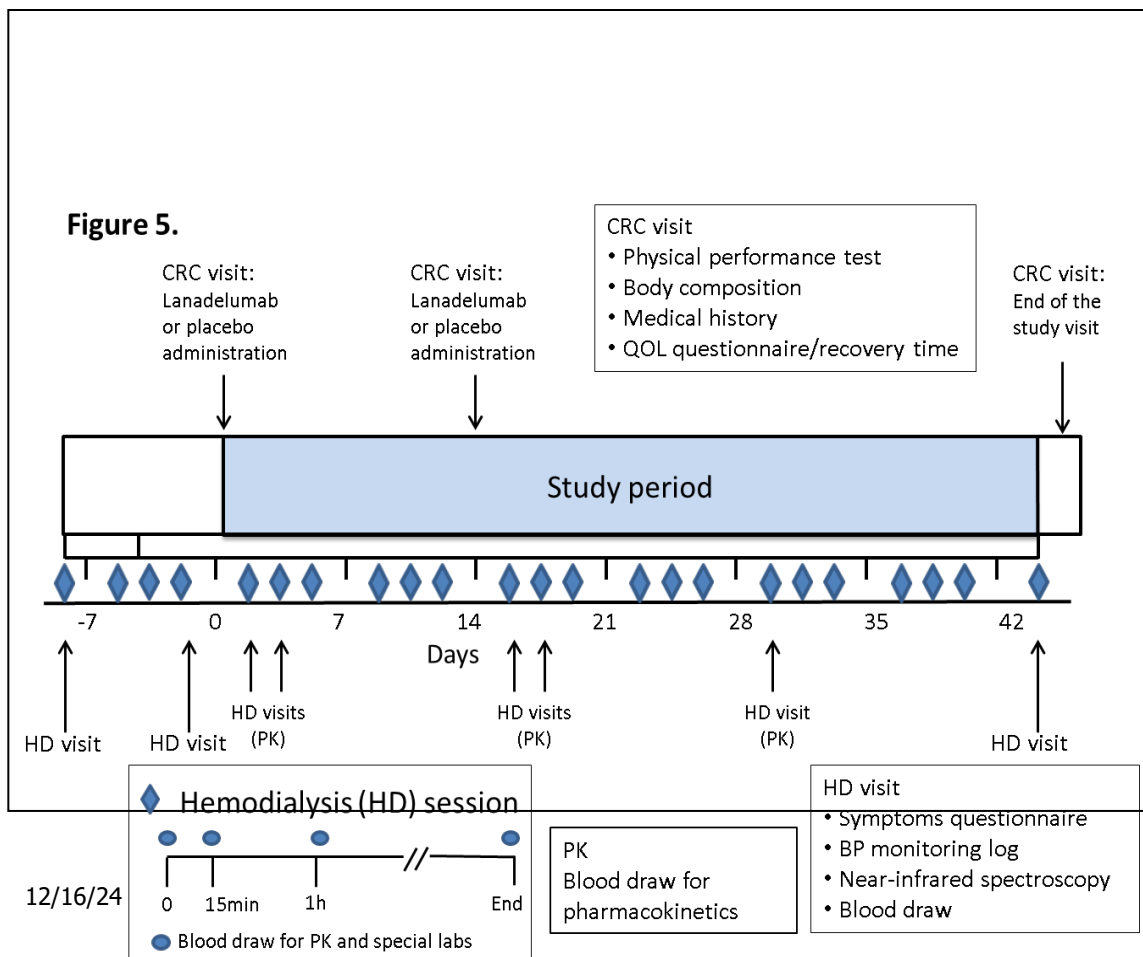 Figure 5.
CRC visit:
Lanadelumab
or placebo
administration
CRC visit:
Lanadelumab
or placebo
administration
CRC visit
• Physical performance test
• Body composition
• Medical history
• QOL questionnaire/recovery time
CRC visit:
End of the
study visit
Study period
-7 0 7 14 21 28 35 42
Days
HD visit
HD visit
HD visits
(PK)
HD visits
(PK)
HD visit
(PK)
HD visit
Hemodialysis (HD) session
0 15min 1h // End
Blood draw for PK and special labs
PK
Blood draw for
pharmacokinetics
HD visit
• Symptoms questionnaire
• BP monitoring log
• Near-infrared spectroscopy
• Blood draw
12/16/24